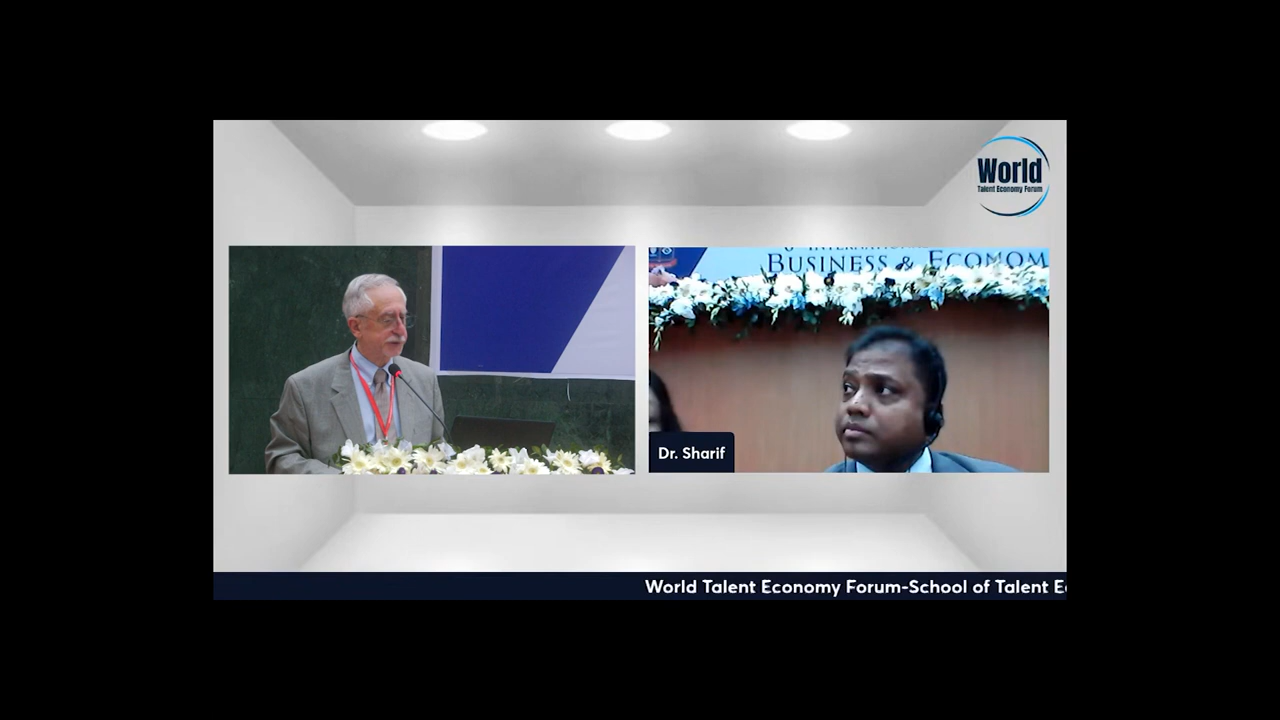 World
Talent Economy Forum
BUSINESS & ECONOM
Dr. Sharif
World Talent Economy Forum-School of Talent E